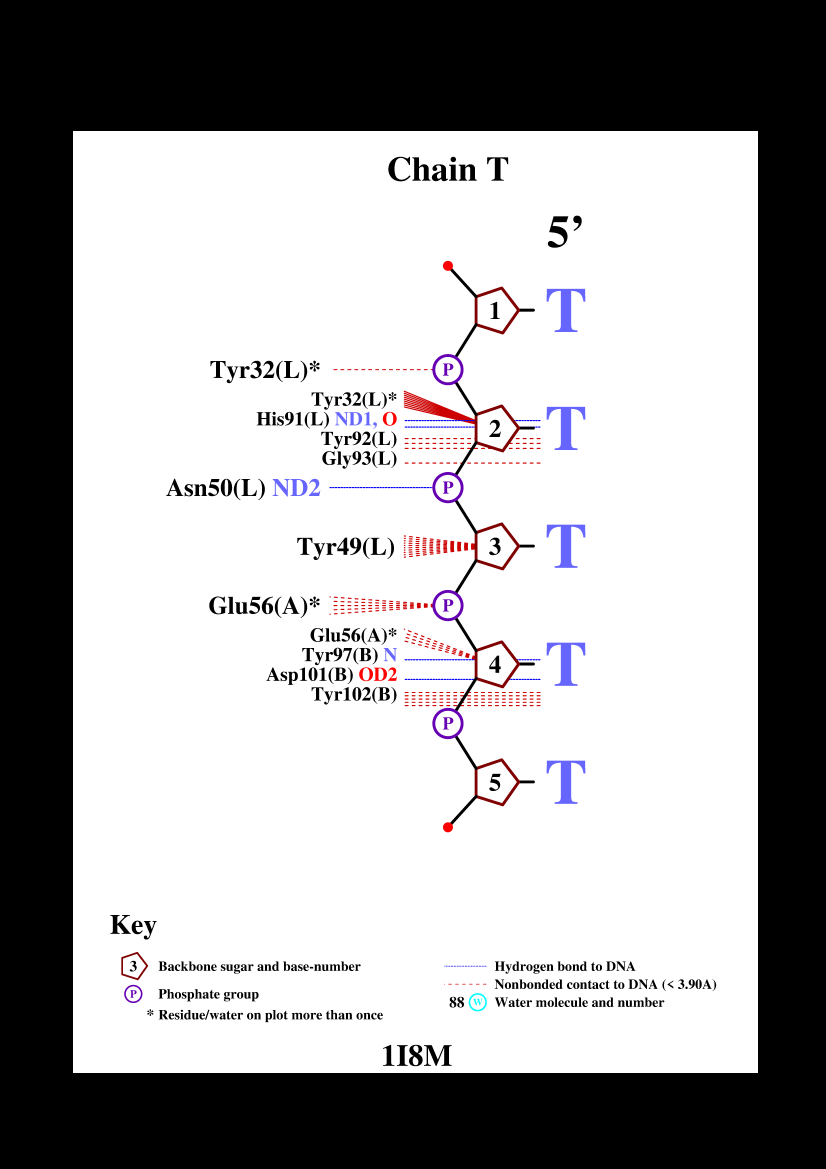 Chain T
5’
1 T
Tyr32(L)* P
Tyr32(L)*
His91(L) ND1, O
2 T
Tyr92(L)
Gly93(L)
Asn50(L) ND2 P
Tyr49(L) 3 T
Glu56(A)* P
Glu56(A)*
Tyr97(B) N
4 T
Asp101(B) OD2
Tyr102(B)
P
5 T
Key
3 Backbone sugar and base-number
P Phosphate group
* Residue/water on plot more than once
Hydrogen bond to DNA
Nonbonded contact to DNA (< 3.90A)
88 W Water molecule and number
1I8M